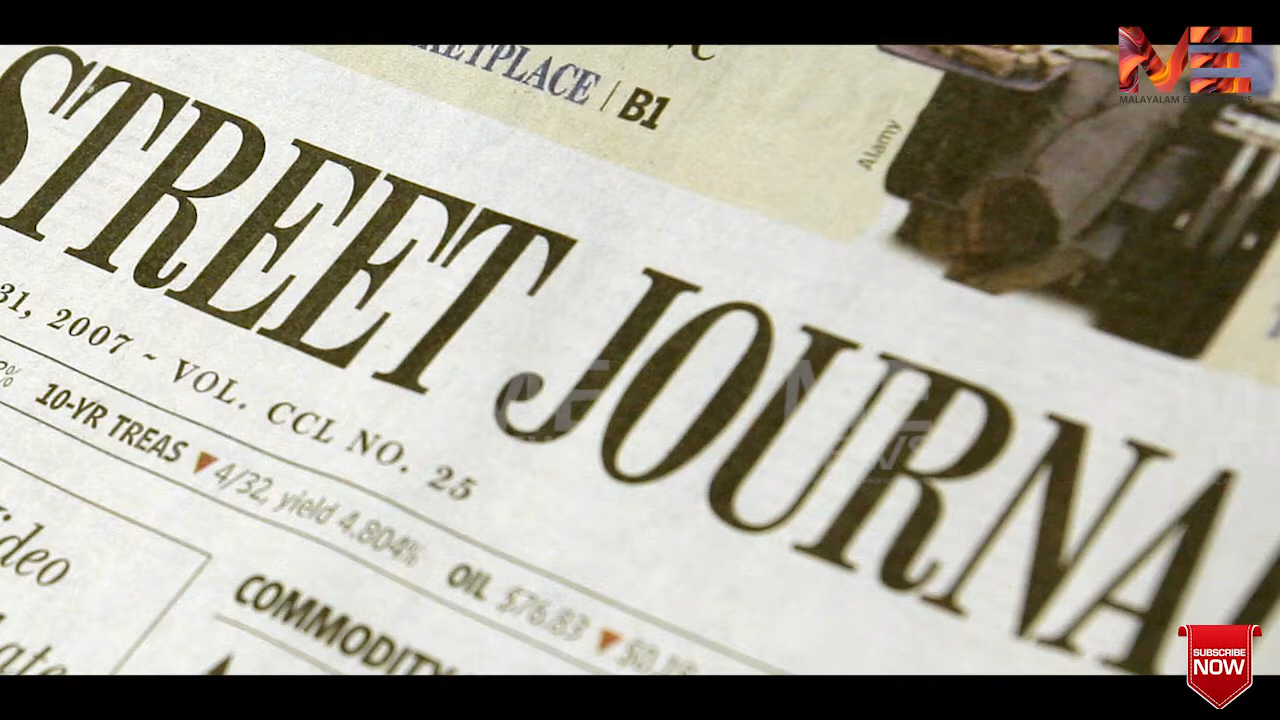 MARKETPLACE | B1
Alamy
MALAYALAM E
STREET JOURNA
31, 2007 ~ VOL. CCL NO. 25
10-YR TREAS ▼ 4/32, yield 4.804% OIL $76.83 ▼
COMMODITY
SUBSCRIBE
NOW